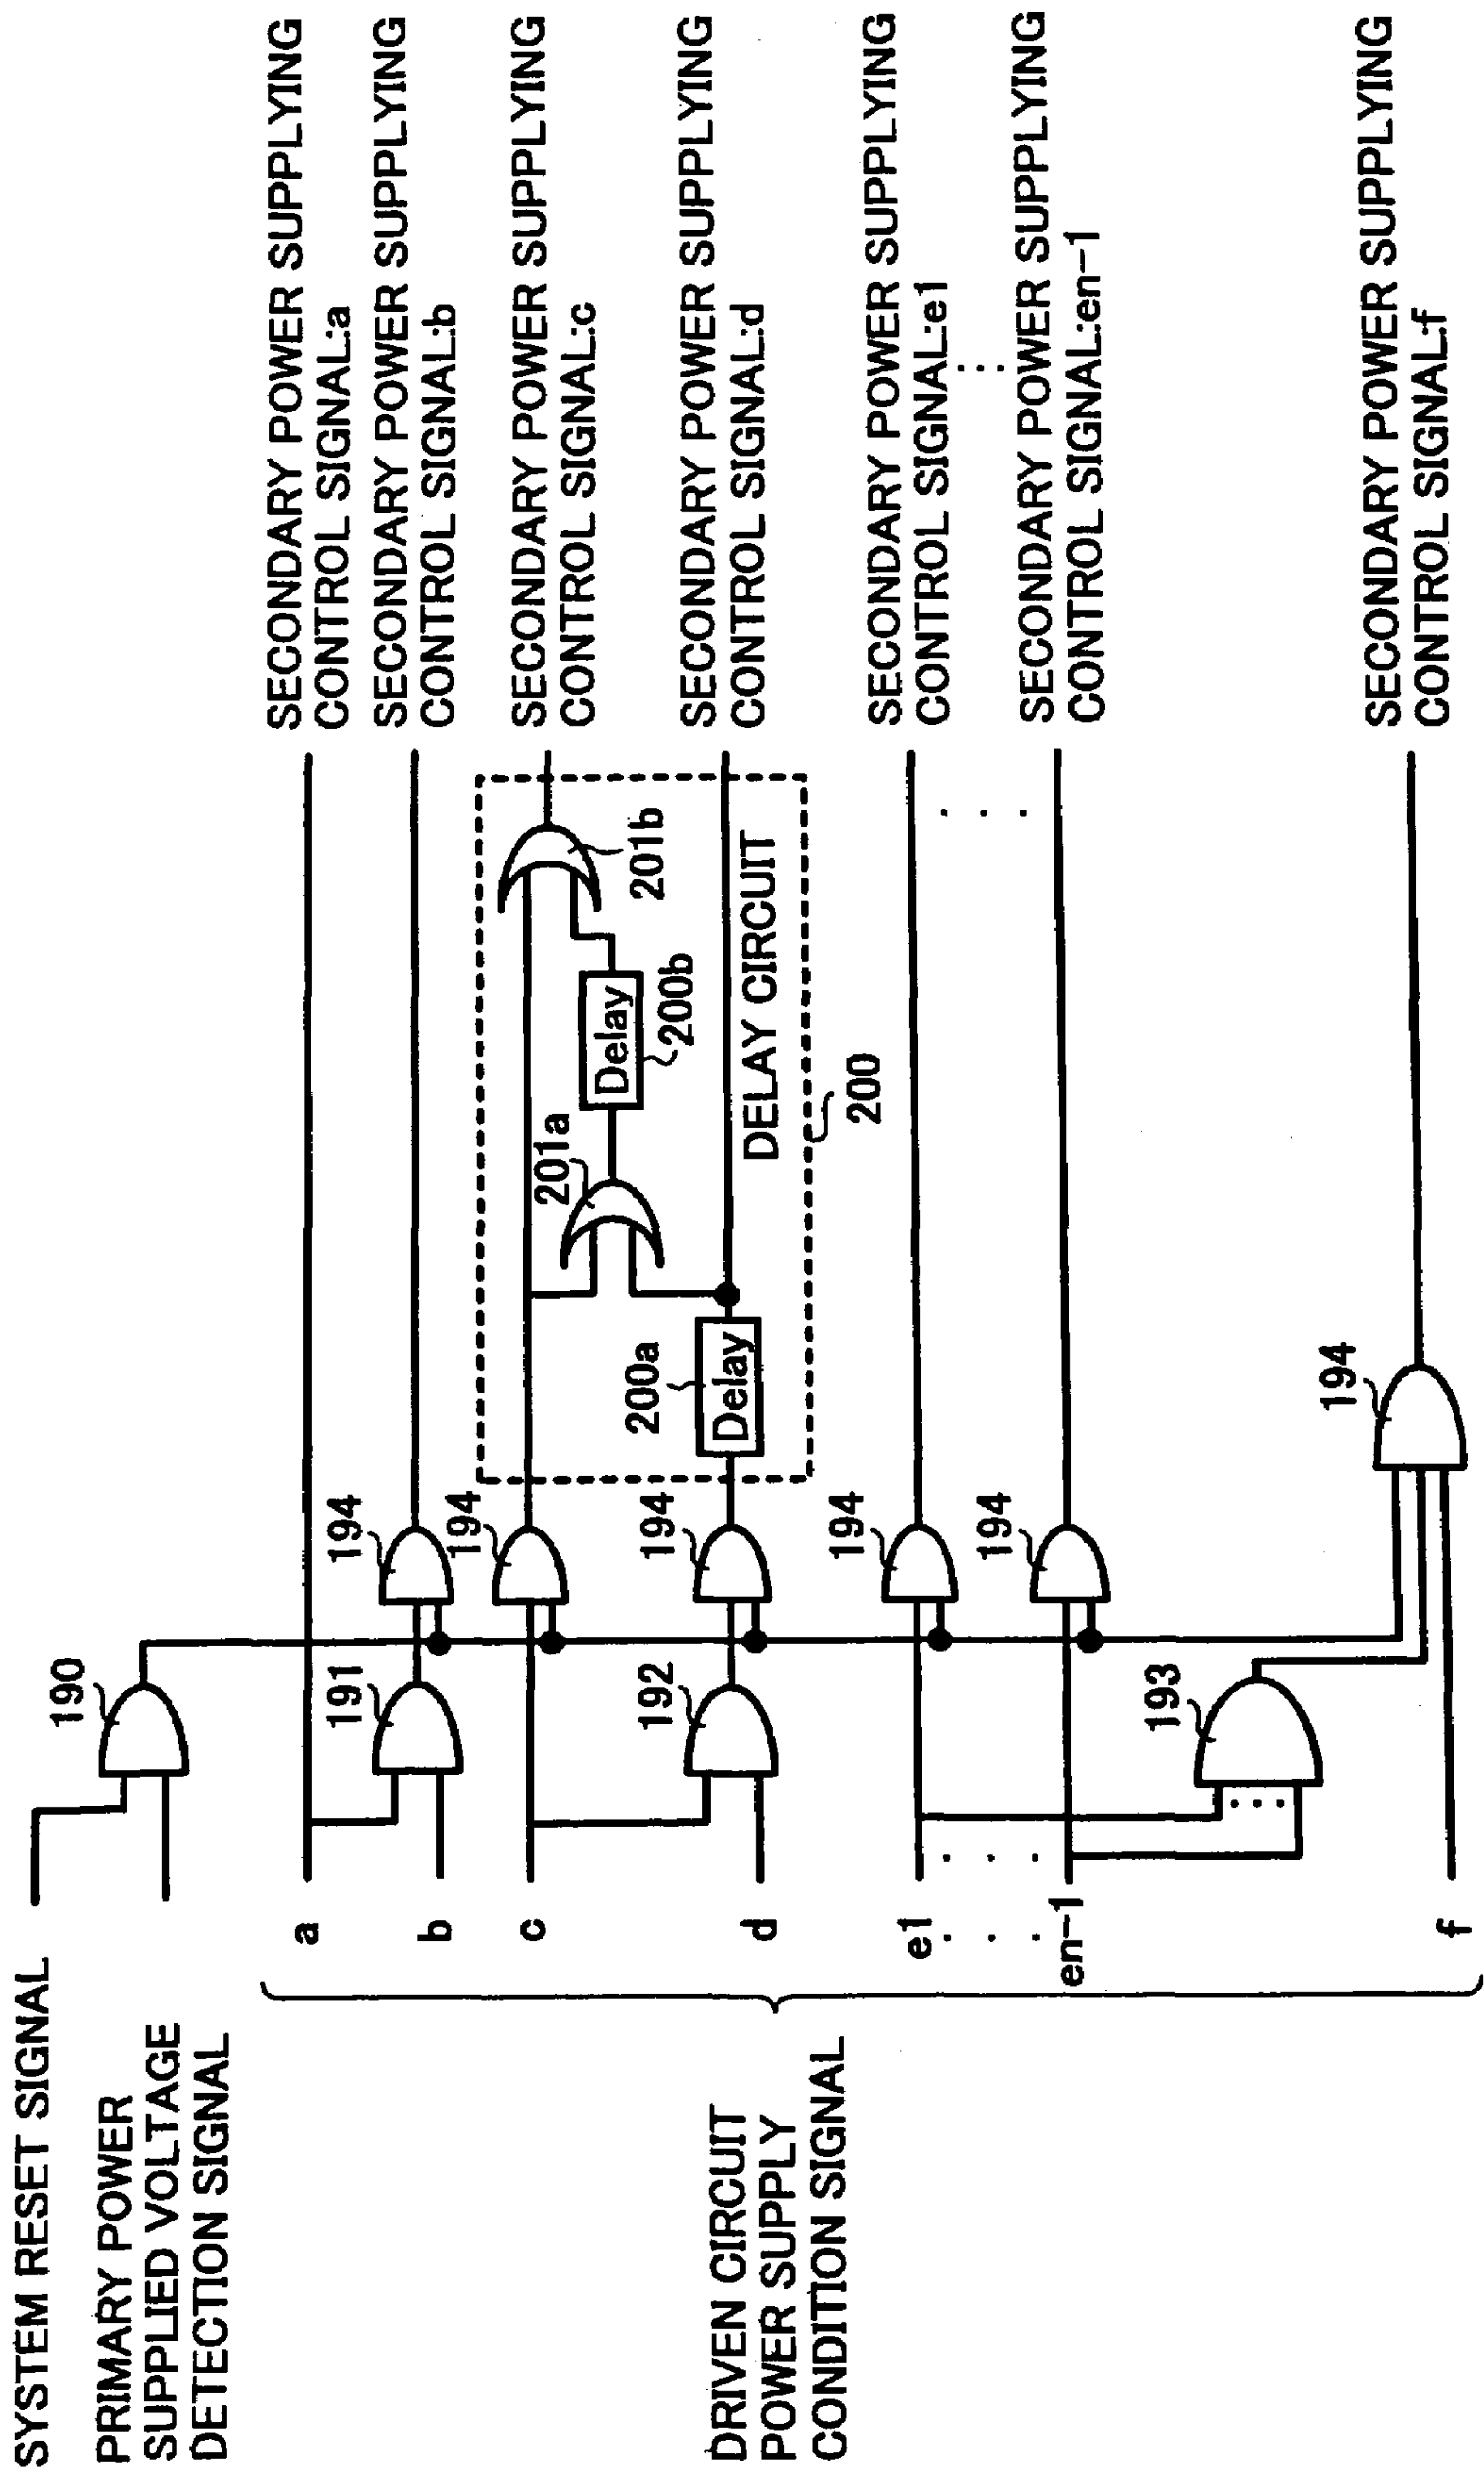 SYSTEM RESET SIGNAL
PRIMARY POWER
SUPPLIED VOLTAGE
DETECTION SIGNAL
DRIVEN CIRCUIT
POWER SUPPLY
CONDITION SIGNAL
a
b
c
d
e1
en-1
f
190
191
192
193
194
194
194
194
194
194
200a
Delay
201a
Delay
200b
201b
DELAY CIRCUIT
200
SECONDARY POWER SUPPLYING
CONTROL SIGNAL:a
SECONDARY POWER SUPPLYING
CONTROL SIGNAL:b
SECONDARY POWER SUPPLYING
CONTROL SIGNAL:c
SECONDARY POWER SUPPLYING
CONTROL SIGNAL:d
SECONDARY POWER SUPPLYING
CONTROL SIGNAL:e1
SECONDARY POWER SUPPLYING
CONTROL SIGNAL:en-1
SECONDARY POWER SUPPLYING
CONTROL SIGNAL:f